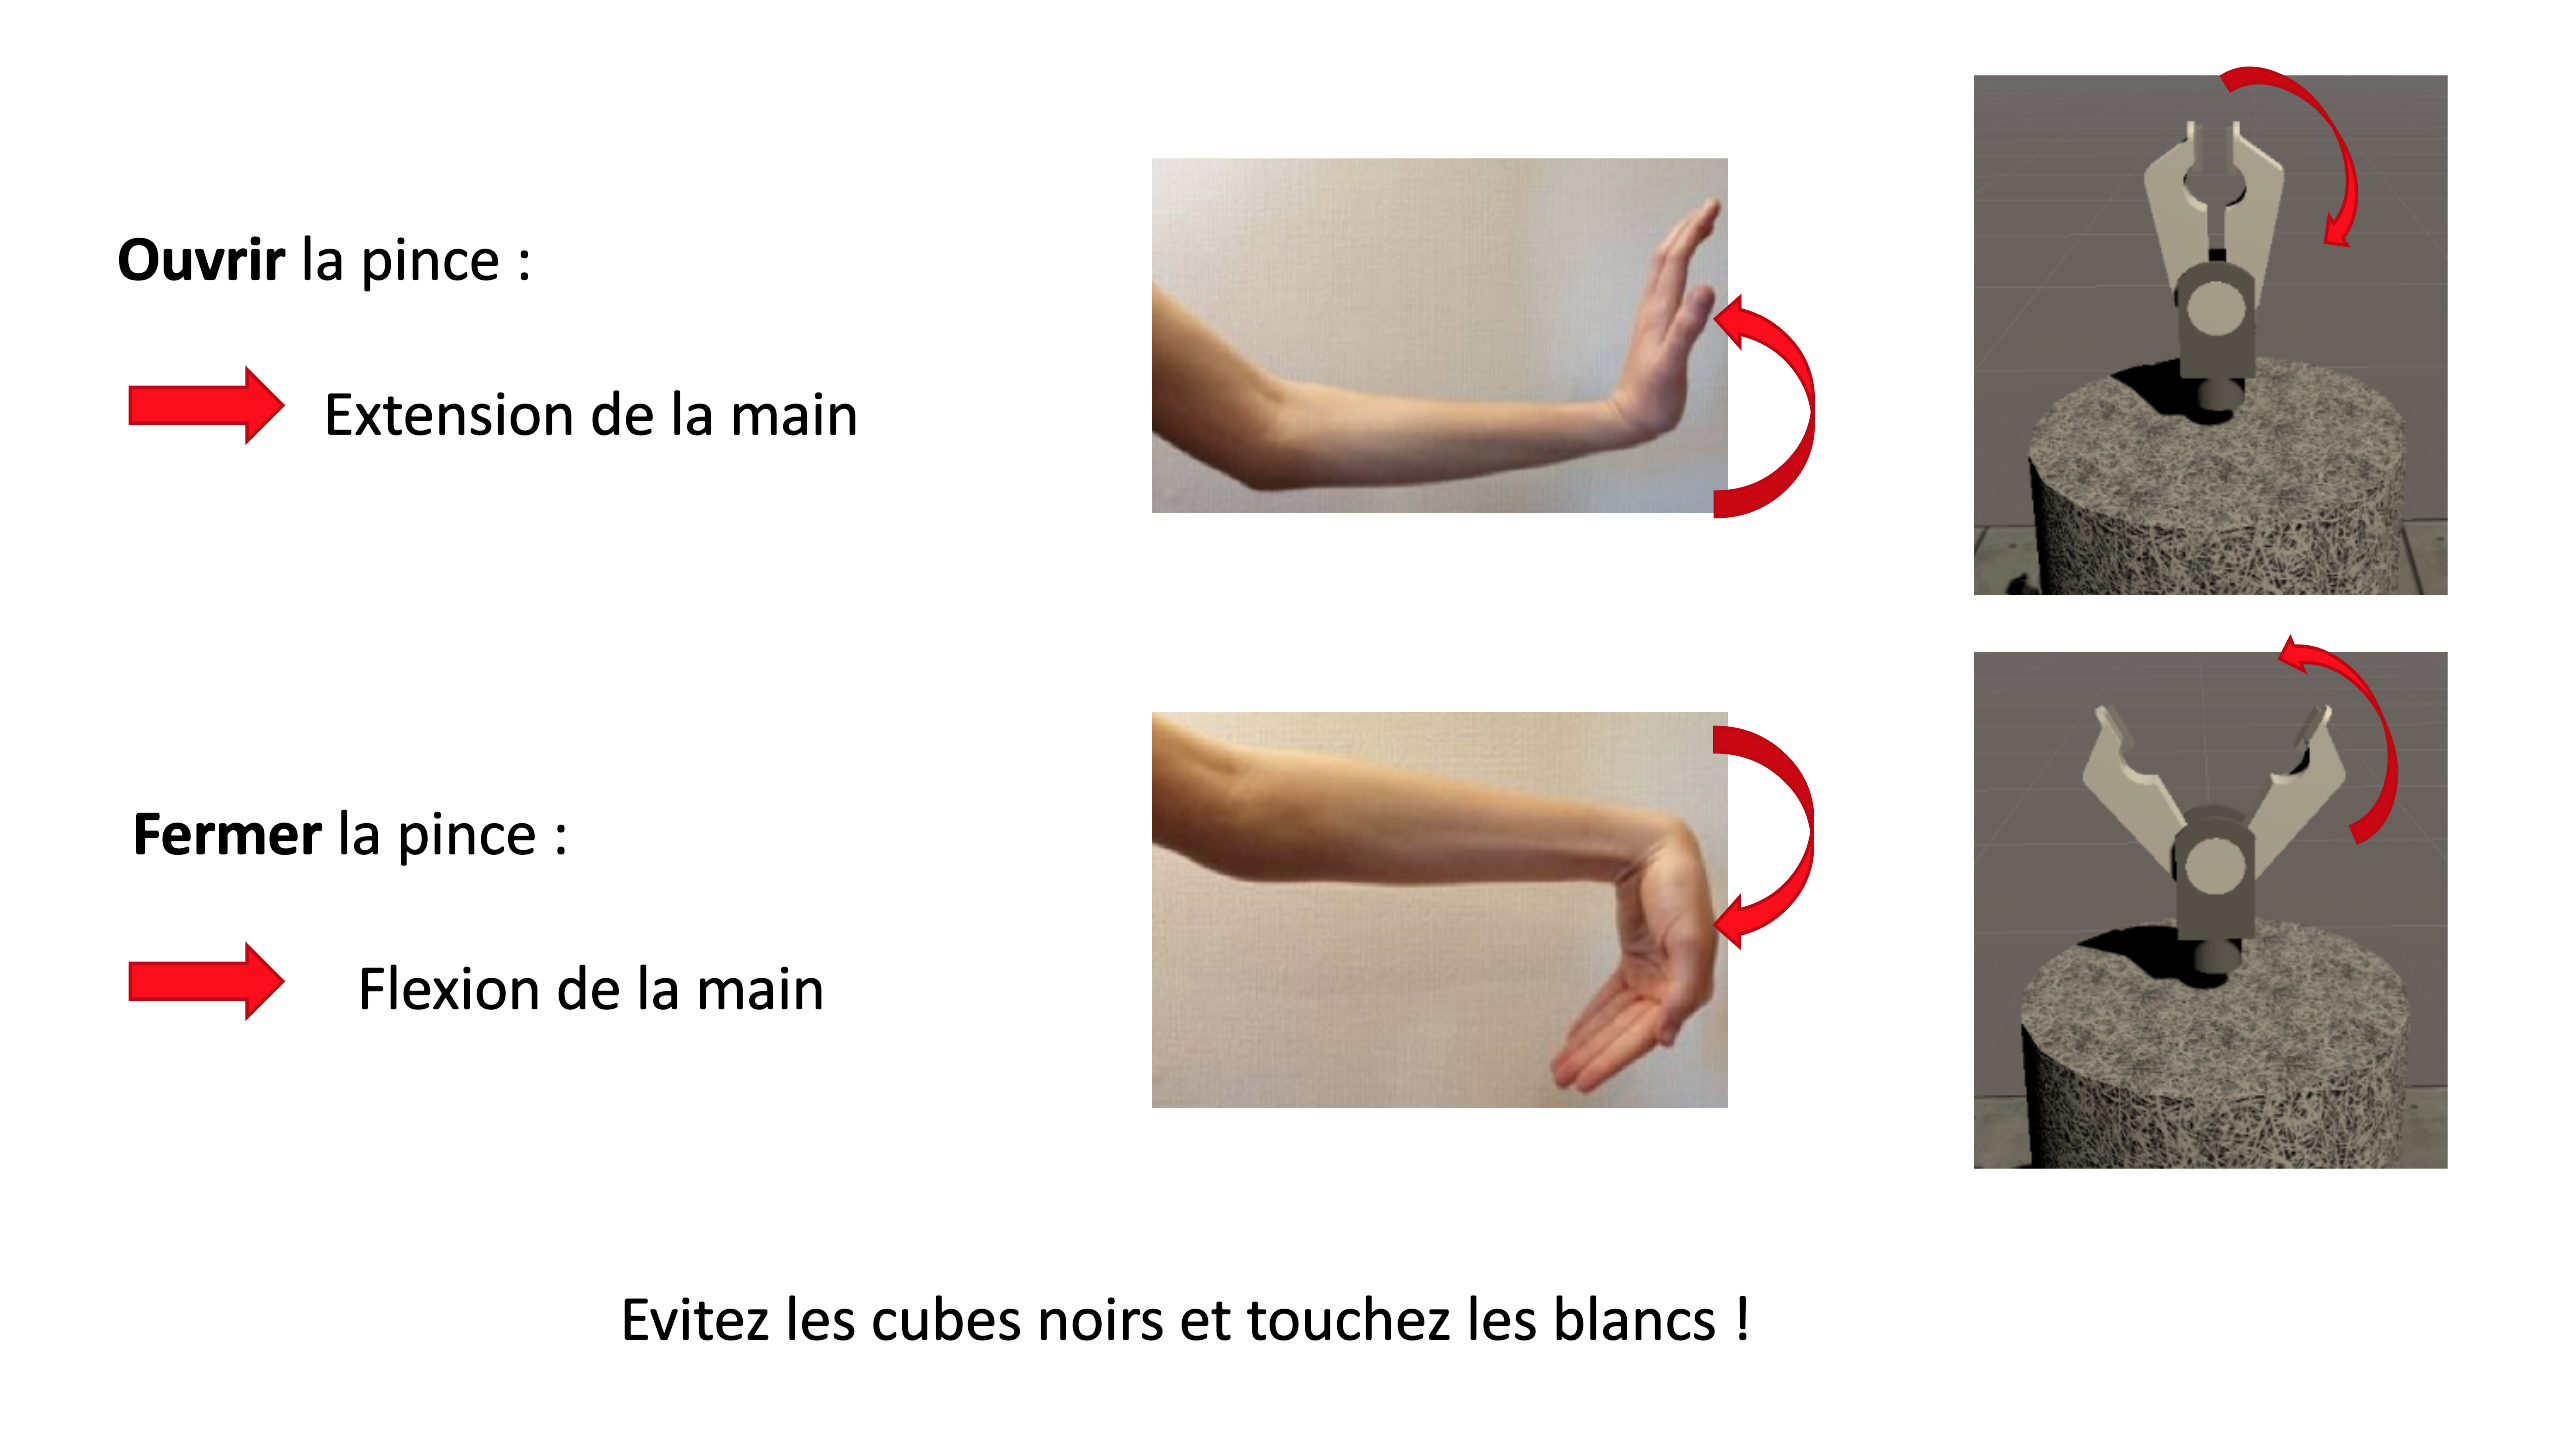 Ouvrir la pince :
Extension de la main
Fermer la pince :
Flexion de la main
Evitez les cubes noirs et touchez les blancs !